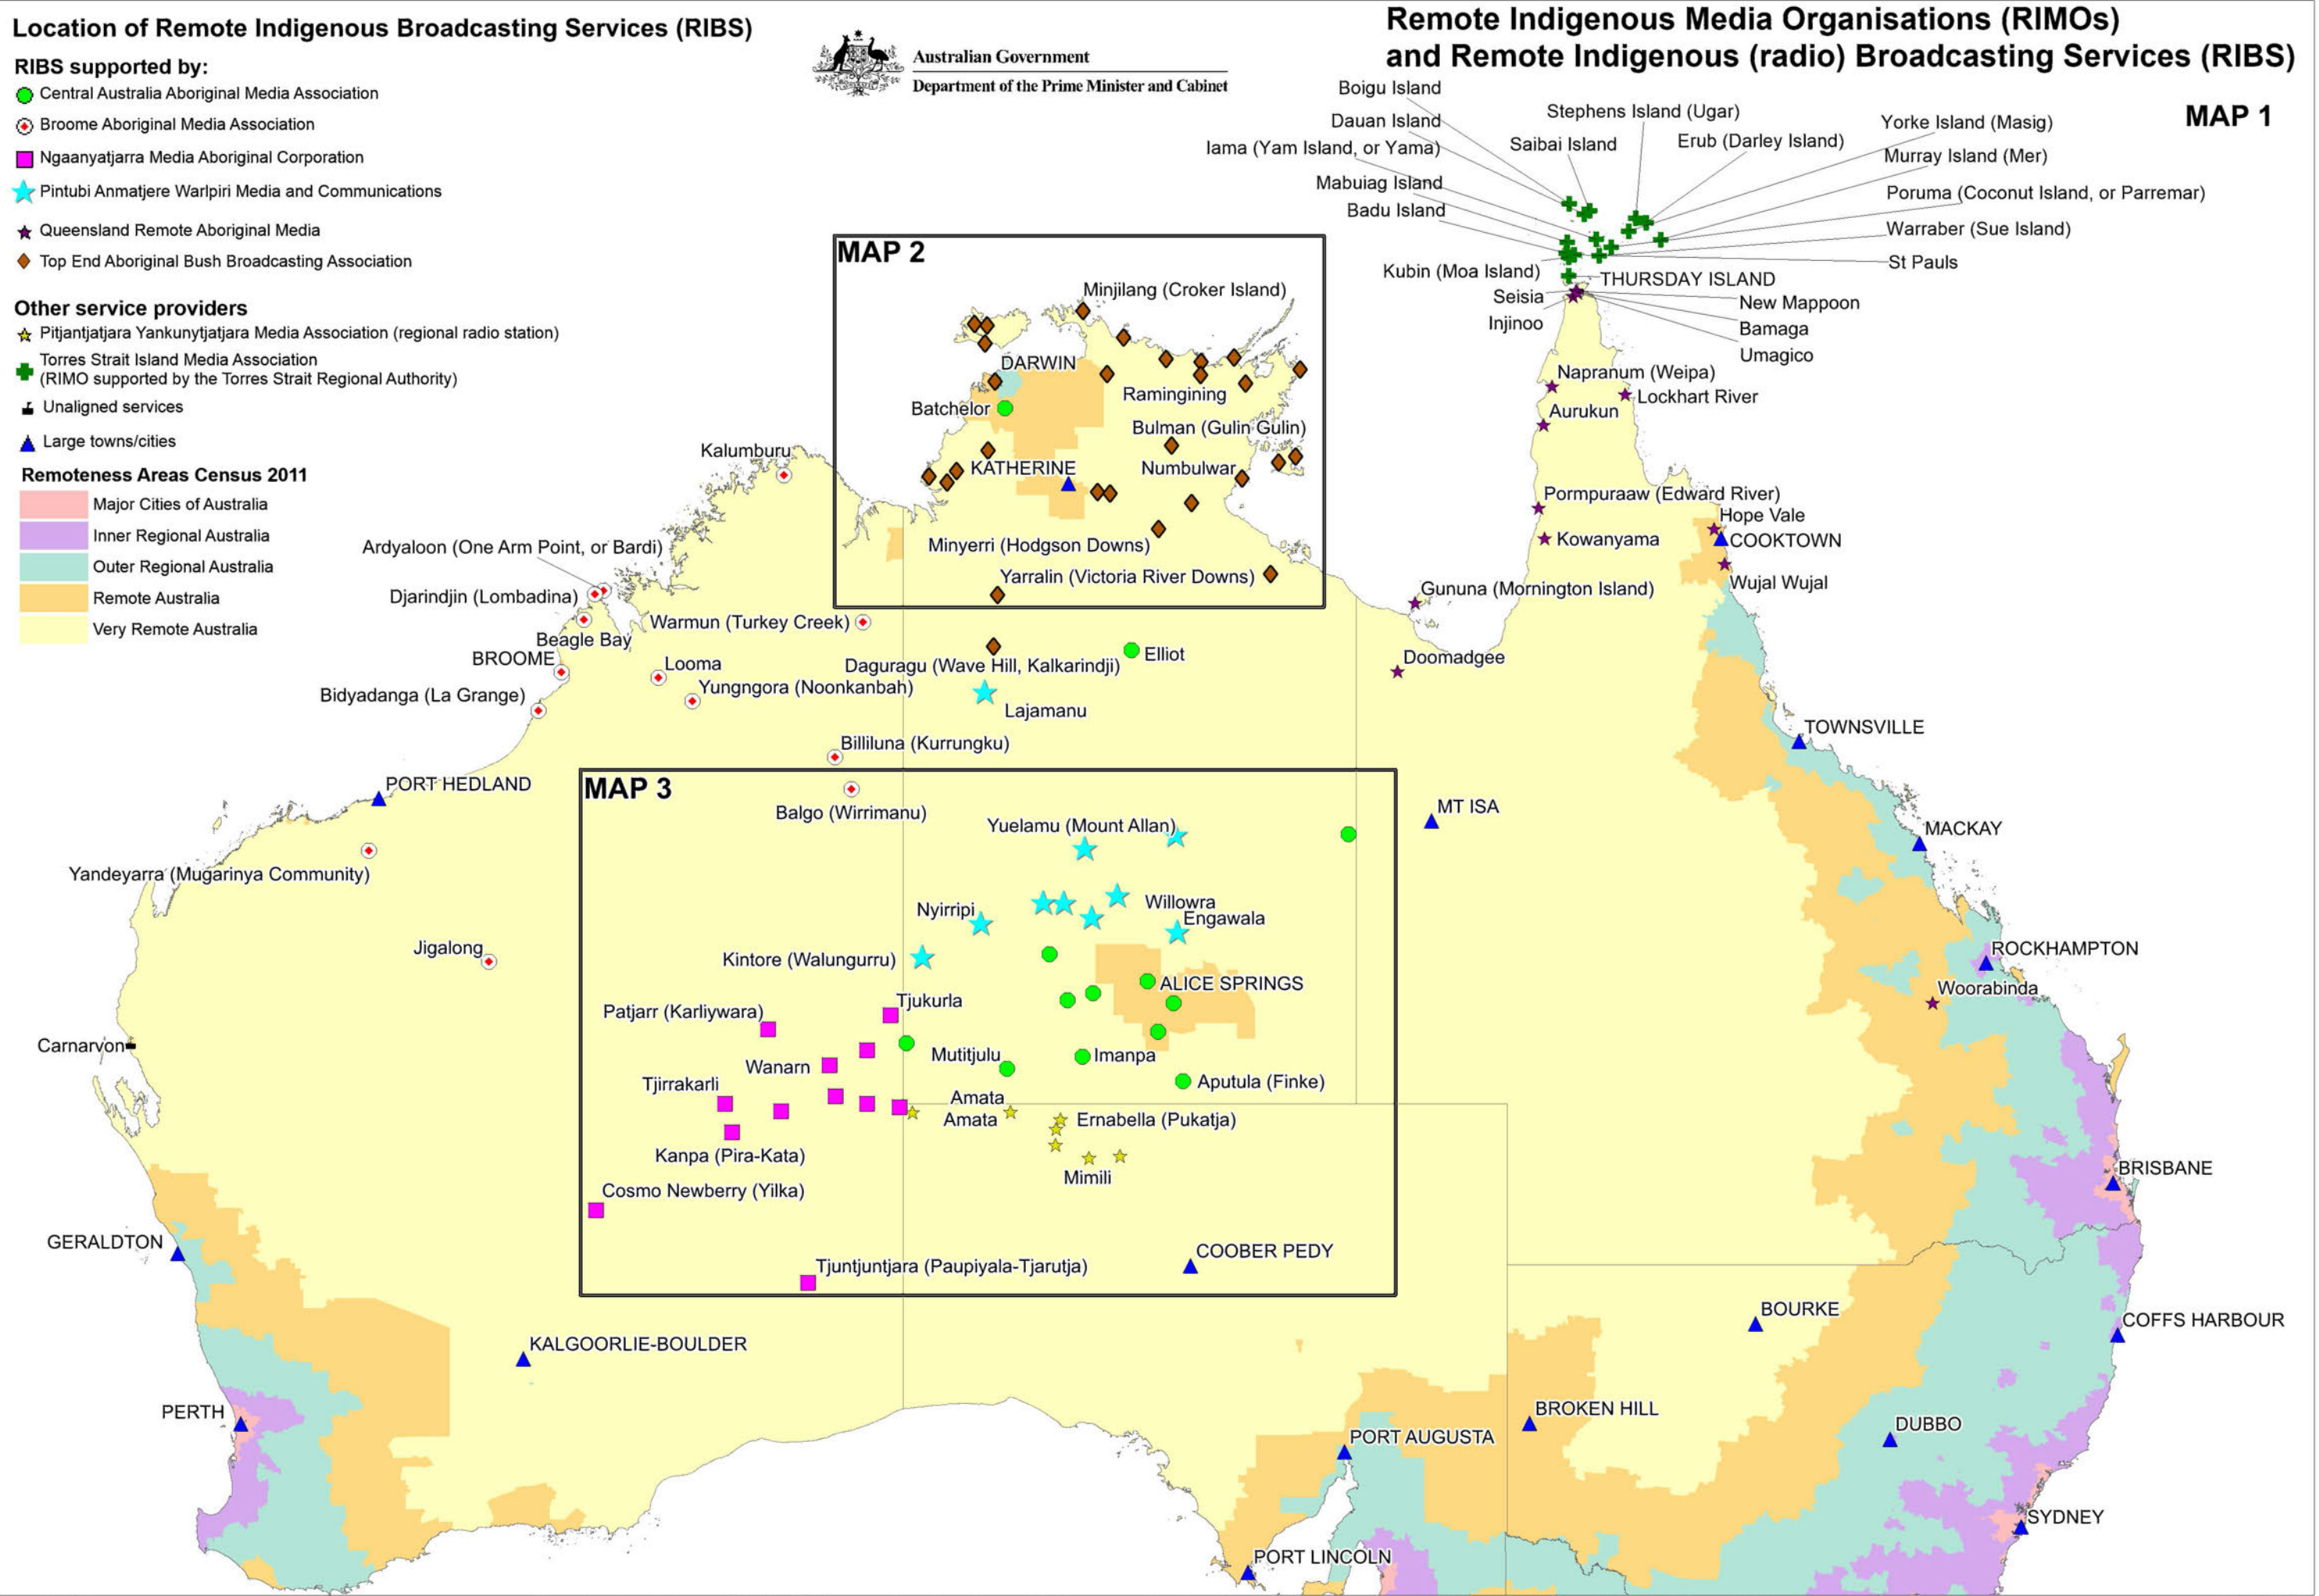 Location of Remote Indigenous Broadcasting Services (RIBS)
RIBS supported by:
Central Australia Aboriginal Media Association
Broome Aboriginal Media Association
Ngaanyatjarra Media Aboriginal Corporation
Pintubi Anmatjere Warlpiri Media and Communications
Queensland Remote Aboriginal Media
Top End Aboriginal Bush Broadcasting Association
Other service providers
Pitjantjatjara Yankunytjatjara Media Association (regional radio station)
Torres Strait Island Media Association
(RIMO supported by the Torres Strait Regional Authority)
Unaligned services
Large towns/cities
Remoteness Areas Census 2011
Major Cities of Australia
Inner Regional Australia
Outer Regional Australia
Remote Australia
Very Remote Australia
Australian Government
Department of the Prime Minister and Cabinet
Remote Indigenous Media Organisations (RIMOs)
and Remote Indigenous (radio) Broadcasting Services (RIBS)
MAP 1
Boigu Island
Dauan Island
Iama (Yam Island, or Yama)
Mabuiag Island
Badu Island
Stephens Island (Ugar)
Saibai Island
Erub (Darley Island)
Yorke Island (Masig)
Murray Island (Mer)
Poruma (Coconut Island, or Parremar)
Warraber (Sue Island)
St Pauls
Kubin (Moa Island)
THURSDAY ISLAND
Seisia
Injinoo
New Mappoon
Bamaga
Umagico
Napranum (Weipa)
Lockhart River
Aurukun
Pormpuraaw (Edward River)
Hope Vale
COOKTOWN
Kowanyama
Wujal Wujal
Gununa (Mornington Island)
Doomadgee
MAP 2
Minjilang (Croker Island)
DARWIN
Ramingining
Batchelor
Bulman (Gulin Gulin)
KATHERINE
Numbulwar
Minyerri (Hodgson Downs)
Yarralin (Victoria River Downs)
Kalumburu
Ardyaloon (One Arm Point, or Bardi)
Djarindjin (Lombadina)
Beagle Bay
Warmun (Turkey Creek)
BROOME
Looma
Yungngora (Noonkanbah)
Bidyadanga (La Grange)
Daguragu (Wave Hill, Kalkarindji)
Elliot
Lajamanu
Billiluna (Kurrungku)
PORT HEDLAND
Yandeyarra (Mugarinya Community)
Jigalong
Carnarvon
MAP 3
Balgo (Wirrimanu)
Yuelamu (Mount Allan)
Nyirripi
Willowra
Engawala
Kintore (Walungurru)
ALICE SPRINGS
Tjukurla
Patjarr (Karliywara)
Wanarn
Mutitjulu
Imanpa
Tjirrakarli
Aputula (Finke)
Amata
Amata
Ernabella (Pukatja)
Kanpa (Pira-Kata)
Mimili
Cosmo Newberry (Yilka)
COOBER PEDY
Tjuntjuntjara (Paupiyala-Tjarutja)
MT ISA
TOWNSVILLE
MACKAY
ROCKHAMPTON
Woorabinda
BRISBANE
GERALDTON
KALGOORLIE-BOULDER
PERTH
BOURKE
COFFS HARBOUR
BROKEN HILL
DUBBO
PORT AUGUSTA
SYDNEY
PORT LINCOLN